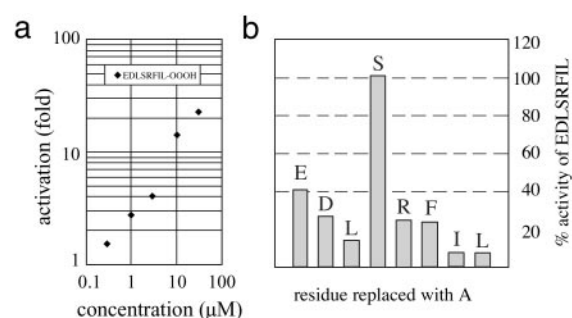 a
100
10
1
activation (fold)
EDLSRFIL-OOOH
0.1 1 10 100
concentration (μM)
b
120
100
80
60
40
20
% activity of EDLSRFIL
E
D
L
S
R
F
I
L
residue replaced with A